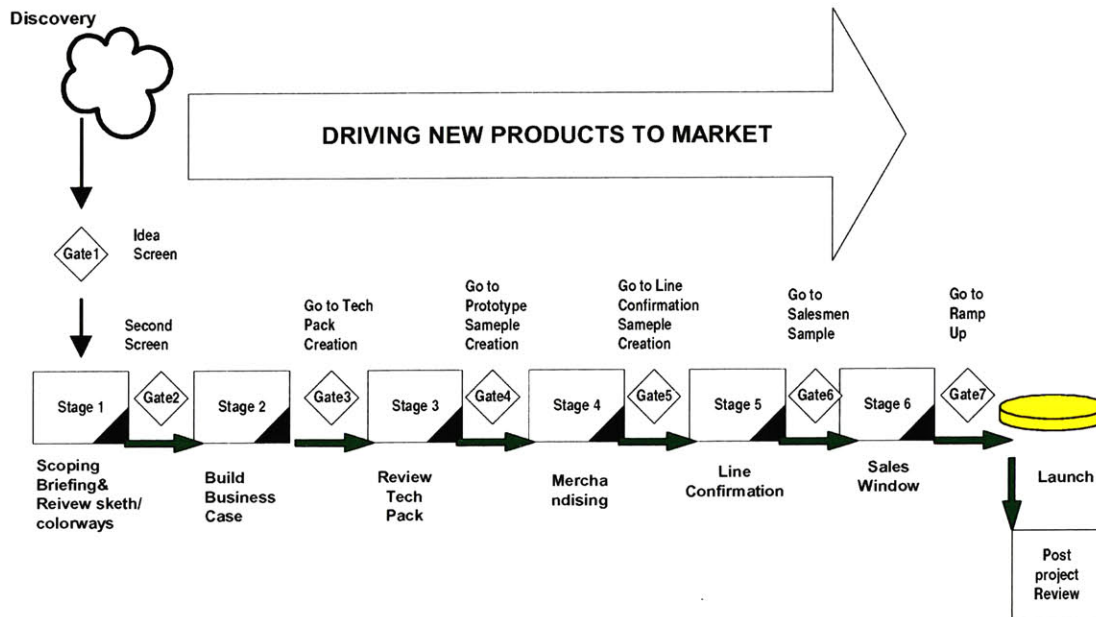 Discovery
DRIVING NEW PRODUCTS TO MARKET
Gate1
Idea
Screen
Second
Screen
Go to Tech
Pack
Creation
Go to
Prototype
Sameple
Creation
Go to Line
Confirmation
Sameple
Creation
Go to
Salesmen
Sample
Go to
Ramp
Up
Stage 1
Gate2
Stage 2
Gate3
Stage 3
Gate4
Stage 4
Gate5
Stage 5
Gate6
Stage 6
Gate7
Scoping
Briefing&
Reivew sketh/
colorways
Build
Business
Case
Review
Tech
Pack
Mercha
ndising
Line
Confirmation
Sales
Window
Launch
Post
project
Review